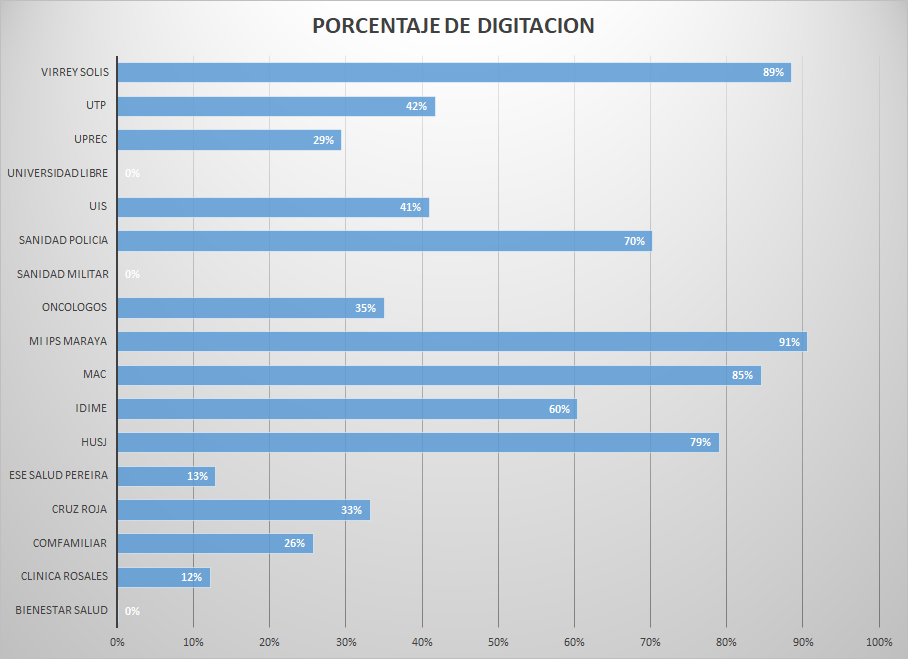 PORCENTAJE DE DIGITACION
VIRREY SOLIS 89%
UTP 42%
UPREC 29%
UNIVERSIDAD LIBRE 0%
UIS 41%
SANIDAD POLICIA 70%
SANIDAD MILITAR 0%
ONCOLOGOS 35%
MI IPS MARAYA 91%
MAC 85%
IDIME 60%
HUSJ 79%
ESE SALUD PEREIRA 13%
CRUZ ROJA 33%
COMFAMILIAR 26%
CLINICA ROSALES 12%
BIENESTAR SALUD 0%
0% 10% 20% 30% 40% 50% 60% 70% 80% 90% 100%